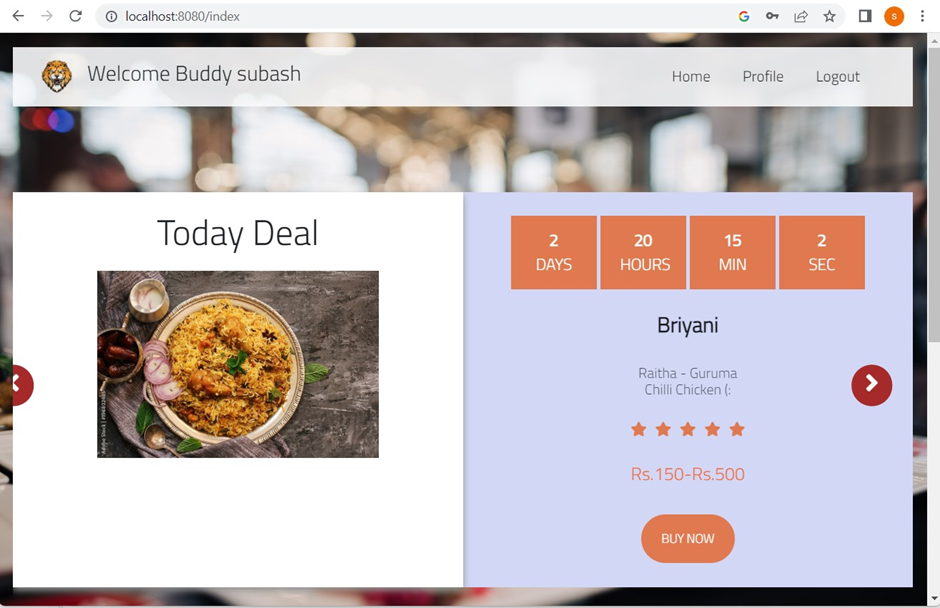 localhost:8080/index
S
Welcome Buddy subash
Home Profile Logout
Today Deal
2 DAYS
20 HOURS
15 MIN
2 SEC
Briyani
Raitha - Guruma
Chilli Chicken (:
Rs.150-Rs.500
BUY NOW